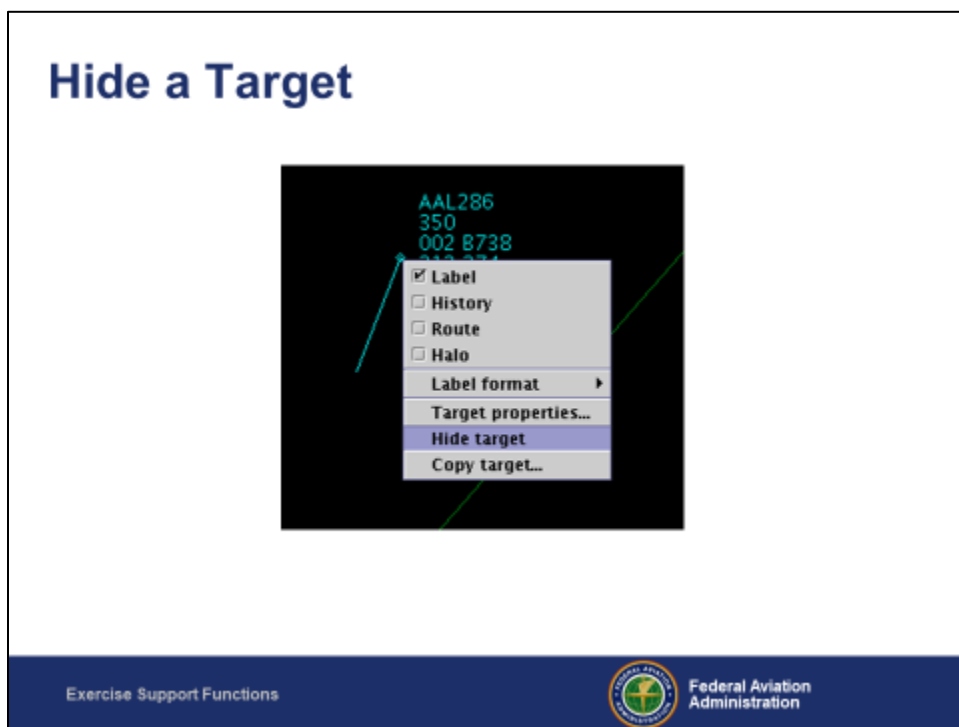 Hide a Target
AAL286
350
002 B738
Label
History
Route
Halo
Label format
Target properties...
Hide target
Copy target...
Exercise Support Functions
Federal Aviation
Administration